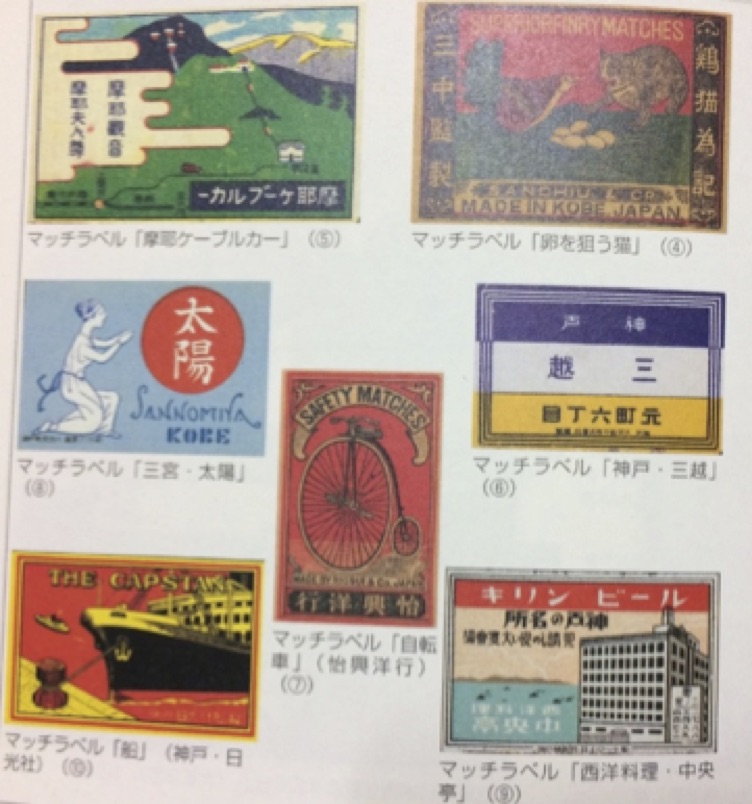 摩耶觀音
摩耶夫人尊
ーカルブーケ耶摩
マッチラベル「摩耶ケーブルカー」（⑤）
SUPERIOR FINRY MATCHES
三中監製
鶏猫為記
MADE IN KOBE JAPAN
マッチラベル「卵を狙う猫」（④）
太陽
SANNOMIYA
KOBE
マッチラベル「三宮・太陽」
（⑧）
SAFETY MATCHES
行洋興怡
マッチラベル「自転
車」（怡興洋行）
（⑦）
戸神
越三
目丁六町元
マッチラベル「神戸・三越」
（⑥）
THE CAPSTAN
マッチラベル「船」（神戸・日
光社）（⑩）
キリンビール
所名の戸神
亭央中
マッチラベル「西洋料理・中央
亭」（⑨）